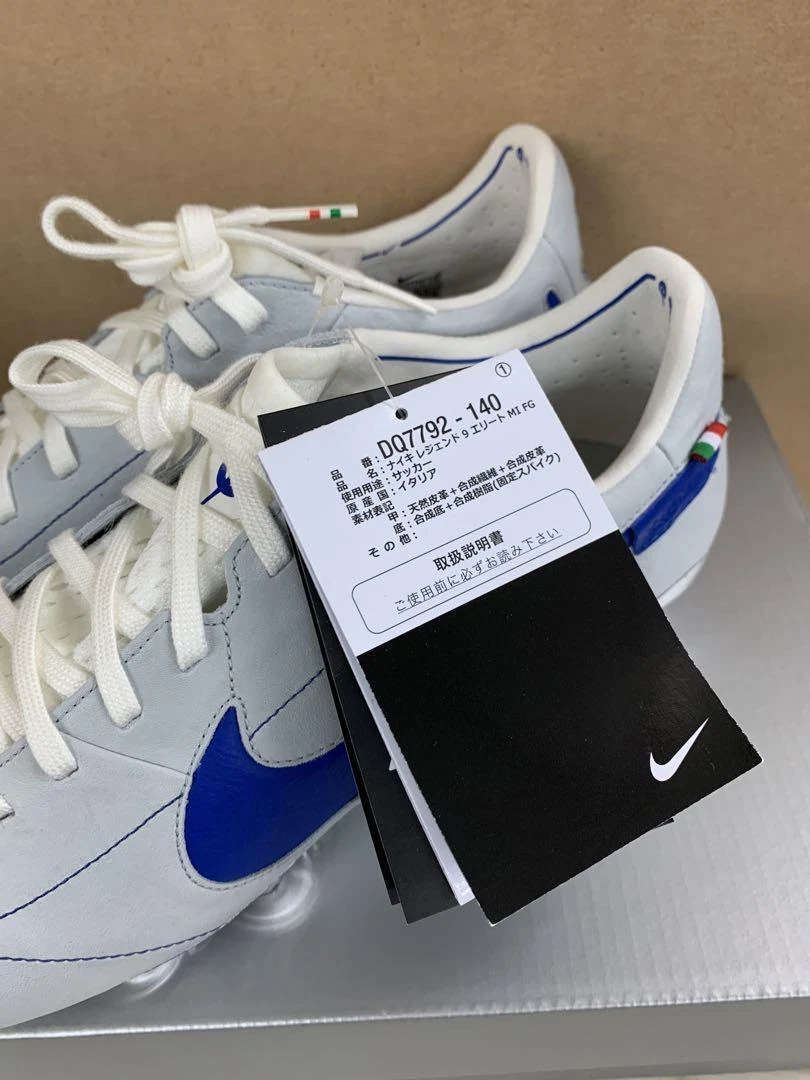 ①
品 番：DQ7792-140
品 名：ナイキ レジェンド 9 エリート MI FG
使用用途：サッカー
原 産 国：イタリア
素材表記 甲：天然皮革＋合成繊維＋合成皮革
底：合成底＋合成樹脂(固定スパイク)
そ の 他：
取扱説明書
ご使用前に必ずお読み下さい